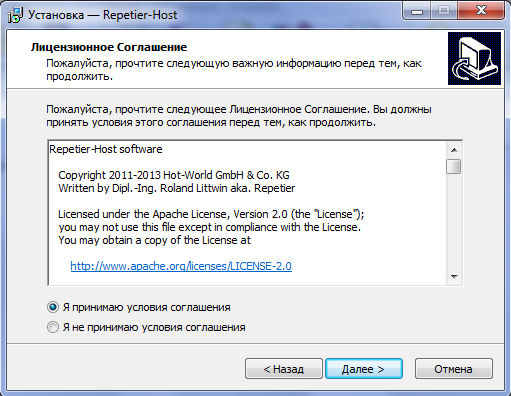 Установка — Repetier-Host
Лицензионное Соглашение
Пожалуйста, прочтите следующую важную информацию перед тем, как
продолжить.
Пожалуйста, прочтите следующее Лицензионное Соглашение. Вы должны
принять условия этого соглашения перед тем, как продолжить.
Repetier-Host software
Copyright 2011-2013 Hot-World GmbH & Co. KG
Written by Dipl.-Ing. Roland Littwin aka. Repetier
Licensed under the Apache License, Version 2.0 (the "License");
you may not use this file except in compliance with the License.
You may obtain a copy of the License at
http://www.apache.org/licenses/LICENSE-2.0
Я принимаю условия соглашения
Я не принимаю условия соглашения
< Назад
Далее >
Отмена